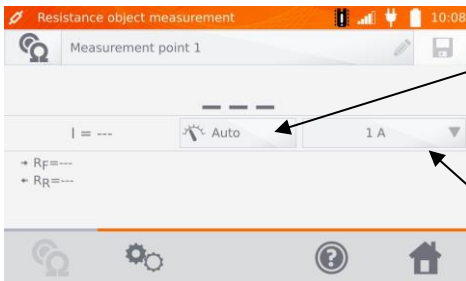 Resistance object measurement 10:08
Measurement point 1
---
I = --- Auto 1 A
→ RF=---
← RR=---
?